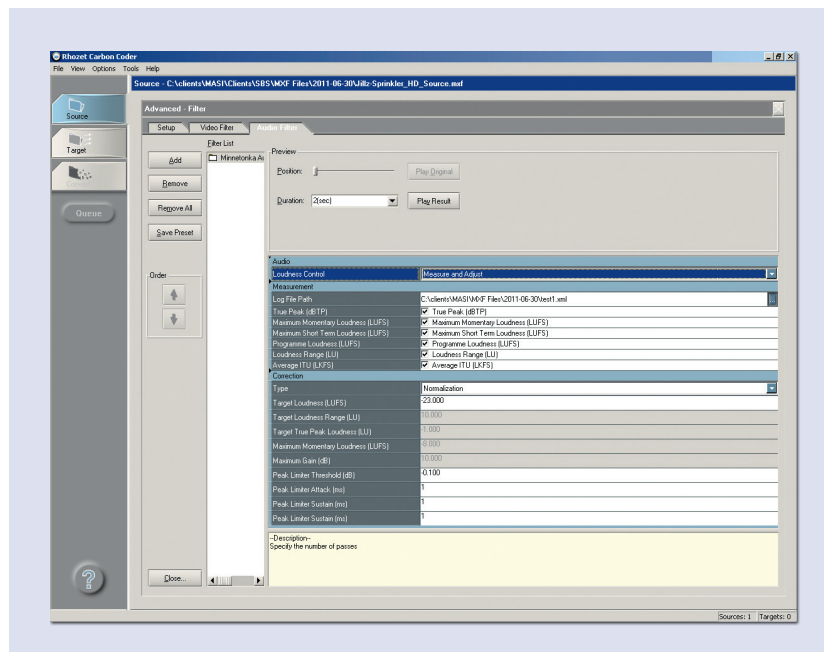 Rhozet Carbon Coder
File View Options Tools Help
Source - C:\clients\MASI\Clients\SBS\MXF Files\2011-06-30\Jillz-Sprinkler_HD_Source.mxf
Source
Target
Queue
Advanced - Filter
Setup Video Filter Audio Filter
Filter List
Add
Remove
Remove All
Save Preset
Order
Close...
Minnetonka Au
Preview
Position: Play Original
Duration: 2(sec) Play Result
Audio
Loudness Control Measure and Adjust
Measurement
Log File Path C:\clients\MASI\MXF Files\2011-06-30\test1.xml
True Peak (dBTP) True Peak (dBTP)
Maximum Momentary Loudness (LUFS) Maximum Momentary Loudness (LUFS)
Maximum Short Term Loudness (LUFS) Maximum Short Term Loudness (LUFS)
Programme Loudness (LUFS) Programme Loudness (LUFS)
Loudness Range (LU) Loudness Range (LU)
Average ITU (LKFS) Average ITU (LKFS)
Correction
Type Normalization
Target Loudness (LUFS) -23.000
Target Loudness Range (LU) 10.000
Target True Peak Loudness (LU) -1.000
Maximum Momentary Loudness (LUFS) -8.000
Maximum Gain (dB) 10.000
Peak Limiter Threshold (dB) -0.100
Peak Limiter Attack (ms) 1
Peak Limiter Sustain (ms) 1
Peak Limiter Sustain (ms) 1
--Description--
Specify the number of passes
?
Sources: 1 Targets: 0